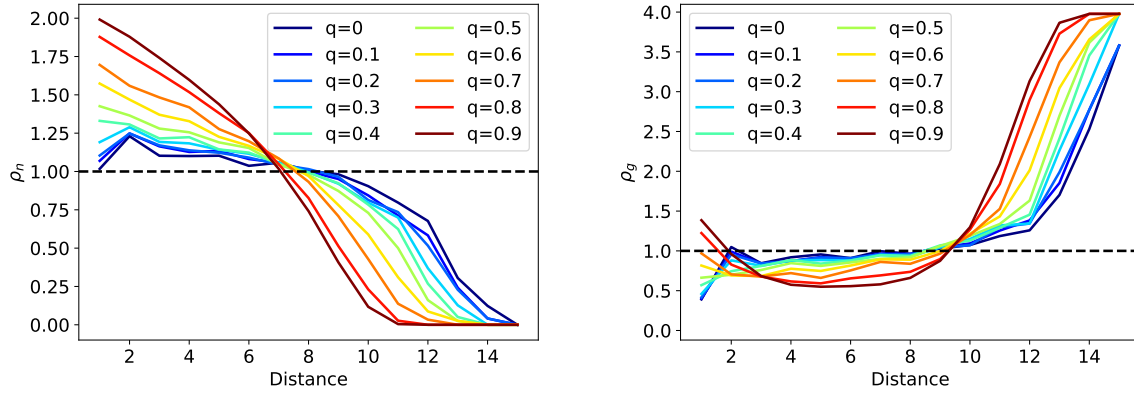 2.00
1.75
1.50
1.25
1.00
0.75
0.50
0.25
0.00
ρn
q=0 q=0.5
q=0.1 q=0.6
q=0.2 q=0.7
q=0.3 q=0.8
q=0.4 q=0.9
2 4 6 8 10 12 14
Distance
4.0
3.5
3.0
2.5
2.0
1.5
1.0
0.5
0.0
ρg
q=0 q=0.5
q=0.1 q=0.6
q=0.2 q=0.7
q=0.3 q=0.8
q=0.4 q=0.9
2 4 6 8 10 12 14
Distance